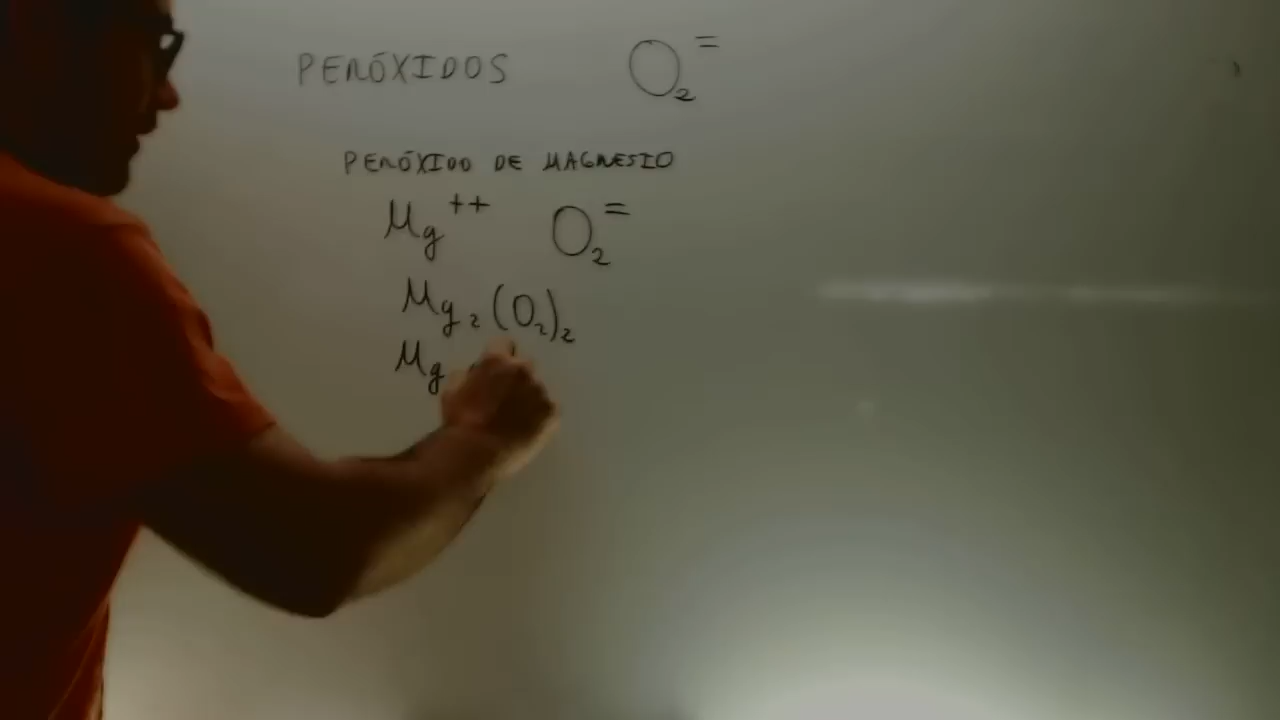 PERÓXIDOS O₂⁼
PERÓXIDO DE MAGNESIO
Mg⁺⁺ O₂⁼
Mg₂(O₂)₂
Mg